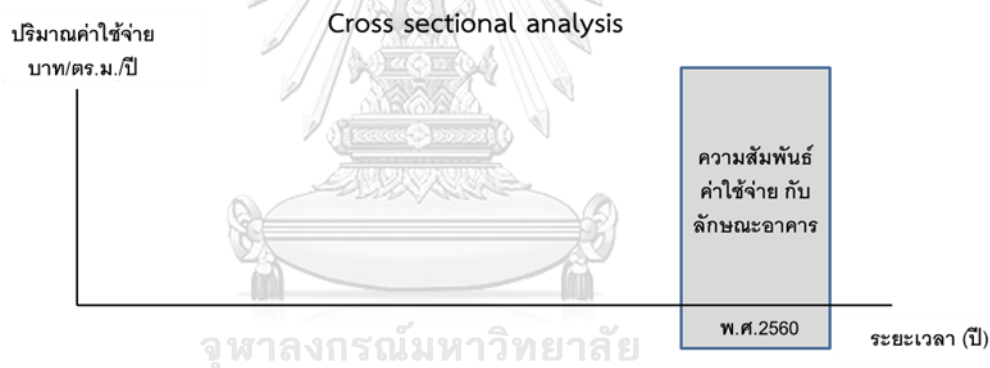 Cross sectional analysis
ปริมาณค่าใช้จ่าย
บาท/ตร.ม./ปี
ความสัมพันธ์
ค่าใช้จ่าย กับ
ลักษณะอาคาร
พ.ศ.2560
ระยะเวลา (ปี)
จุฬาลงกรณ์มหาวิทยาลัย